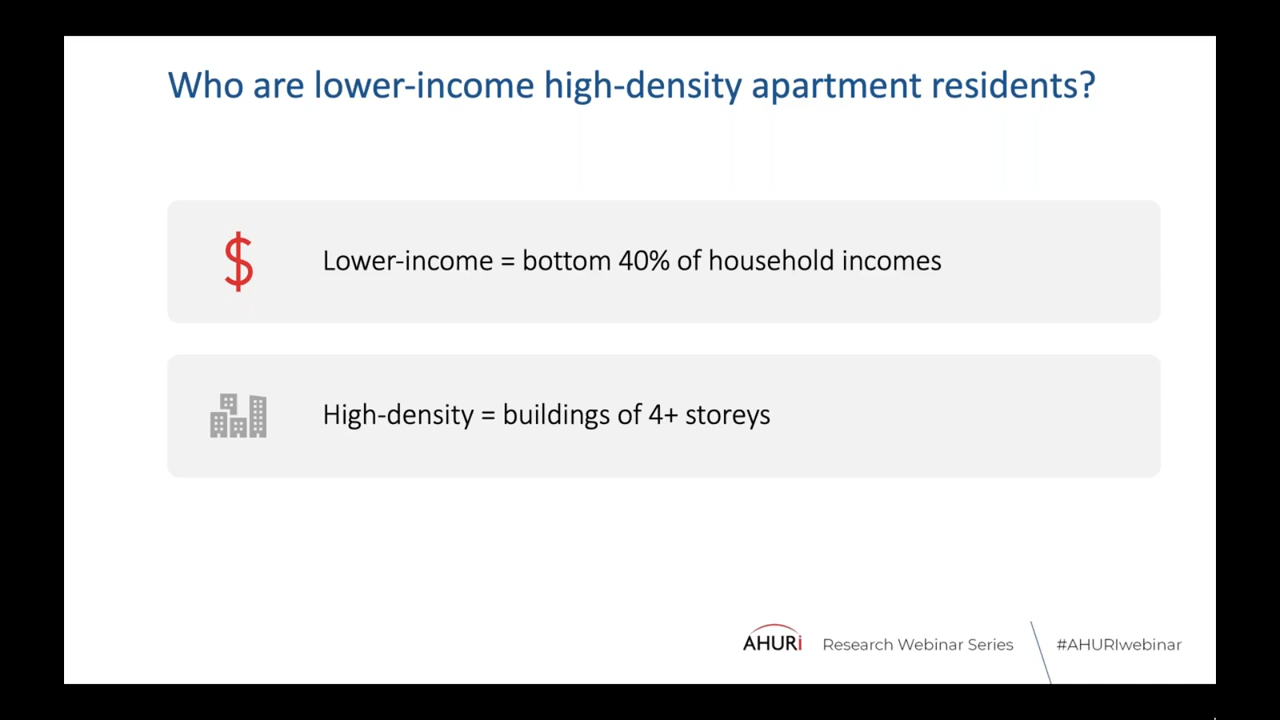 Who are lower-income high-density apartment residents?
$
Lower-income = bottom 40% of household incomes
High-density = buildings of 4+ storeys
AHURI Research Webinar Series #AHURIwebinar